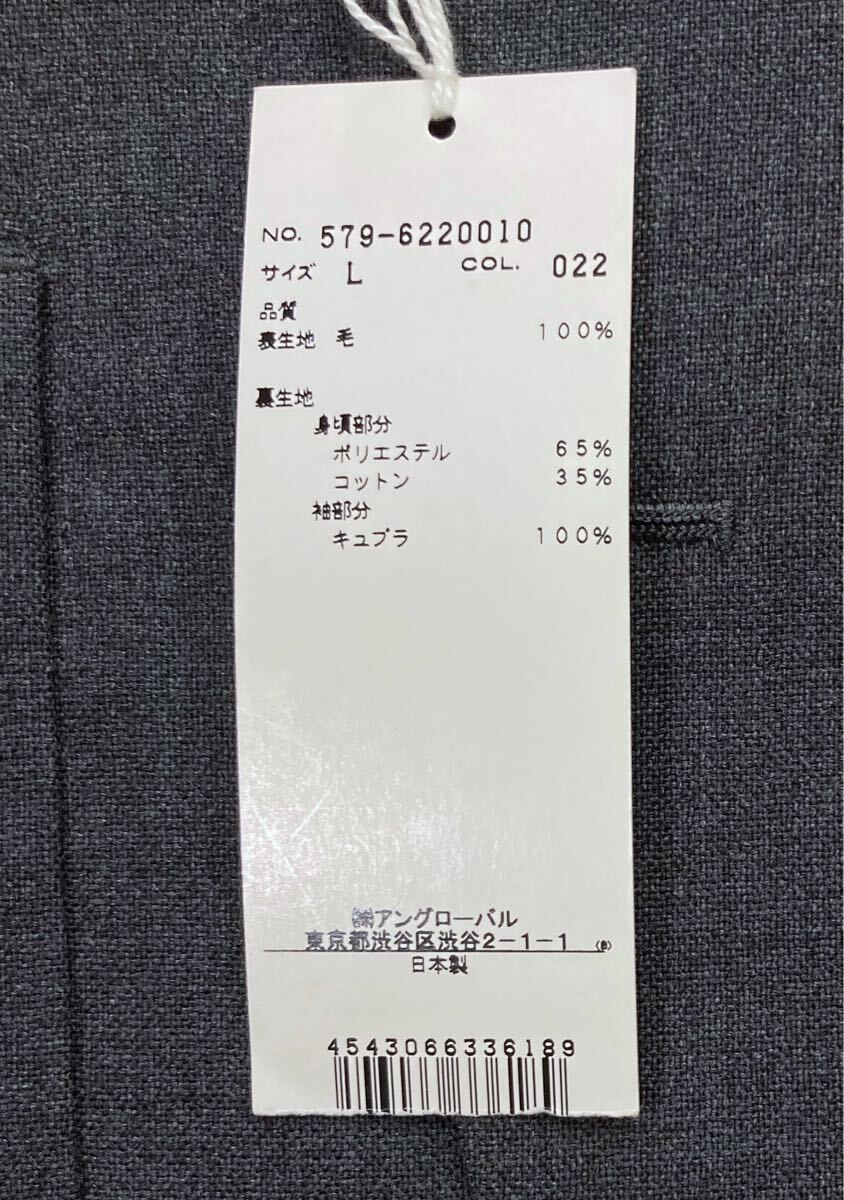 NO. 579-6220010
サイズ L COL. 022
品質
表生地 毛 100%
裏生地
身頃部分
ポリエステル 65%
コットン 35%
袖部分
キュプラ 100%
㈱アングローバル
東京都渋谷区渋谷2-1-1
日本製
4543066336189